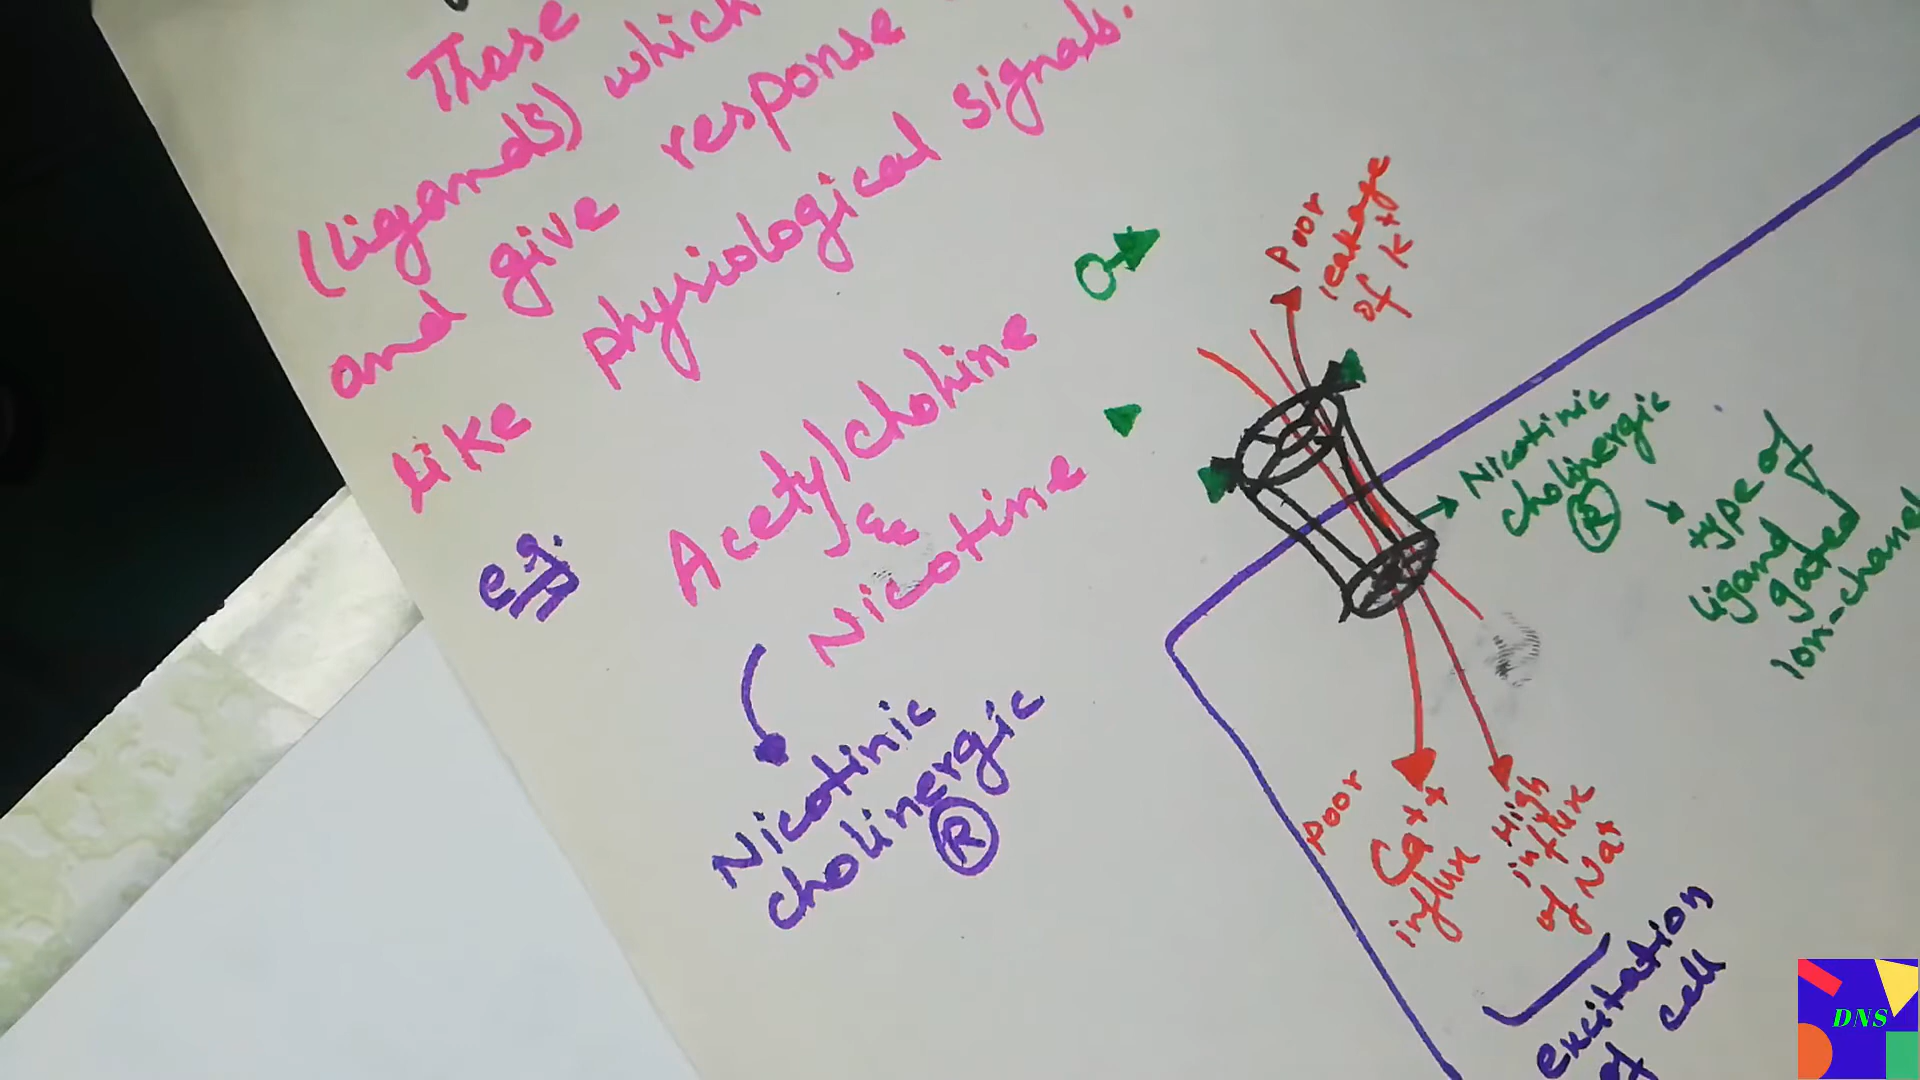 These
(ligands) which
and give response
like physiological signals.
e.g. Acetylcholine
&
Nicotine
Nicotinic
cholinergic
R
Poor
leakage
of K+
Nicotinic
cholinergic
R
type of
ligand
gated
Ion-channel
Poor
Ca++
influx
High
influx
of Na+
excitation
of cell
DNS